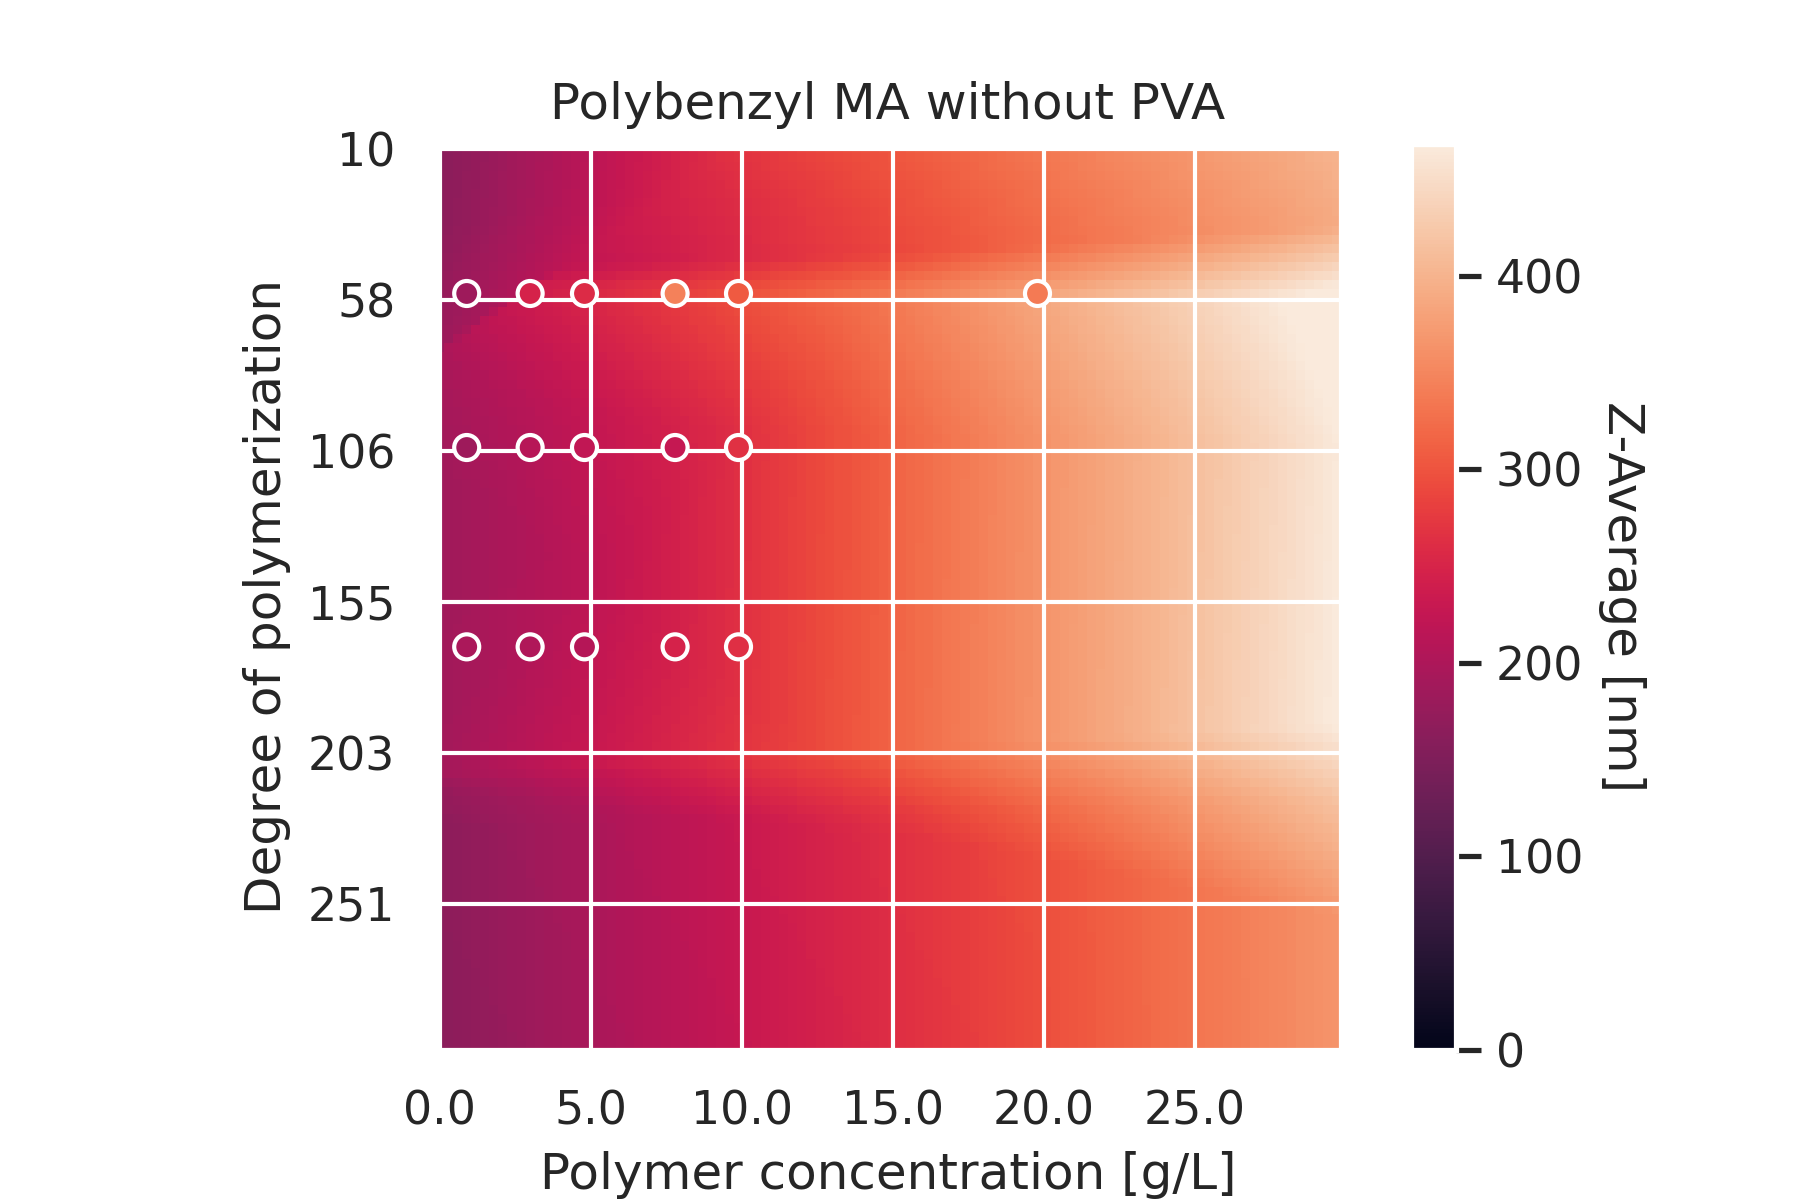 Polybenzyl MA without PVA
10
58
106
155
203
251
Degree of polymerization
0.0 5.0 10.0 15.0 20.0 25.0
Polymer concentration [g/L]
400
300
200
100
0
Z-Average [nm]